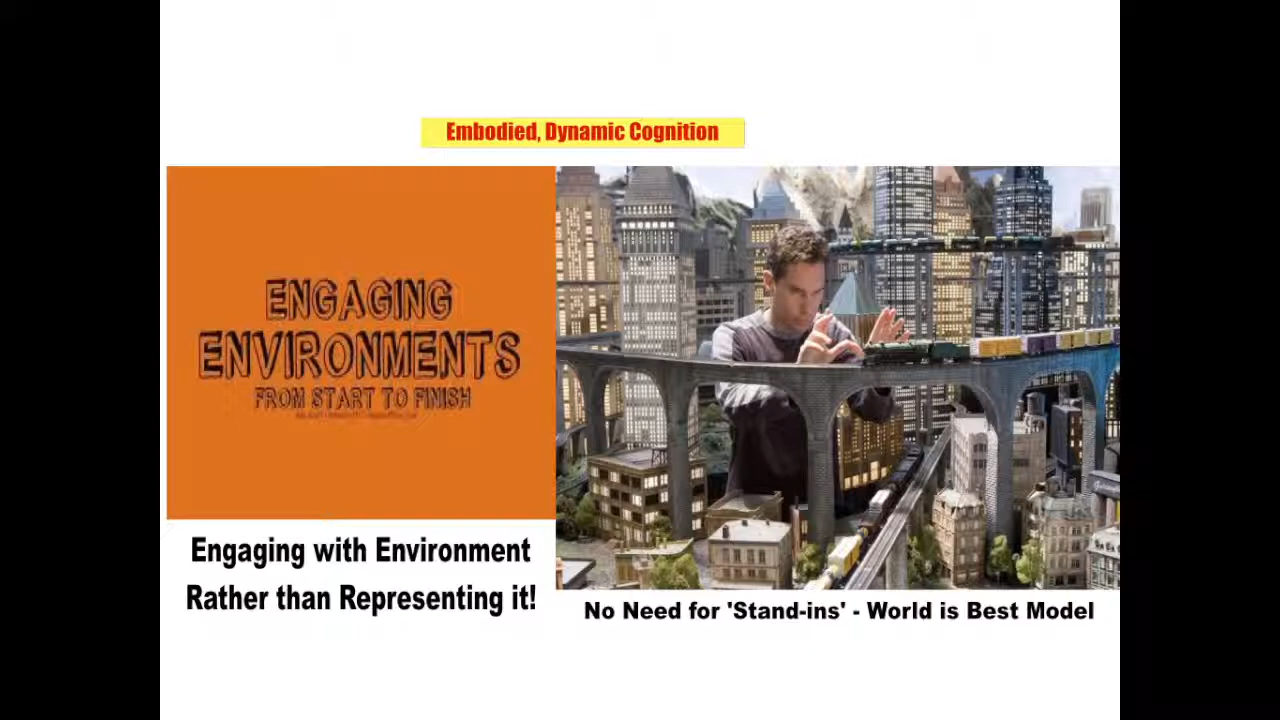 Embodied, Dynamic Cognition
ENGAGING
ENVIRONMENTS
FROM START TO FINISH
Engaging with Environment
Rather than Representing it!
No Need for 'Stand-ins' - World is Best Model